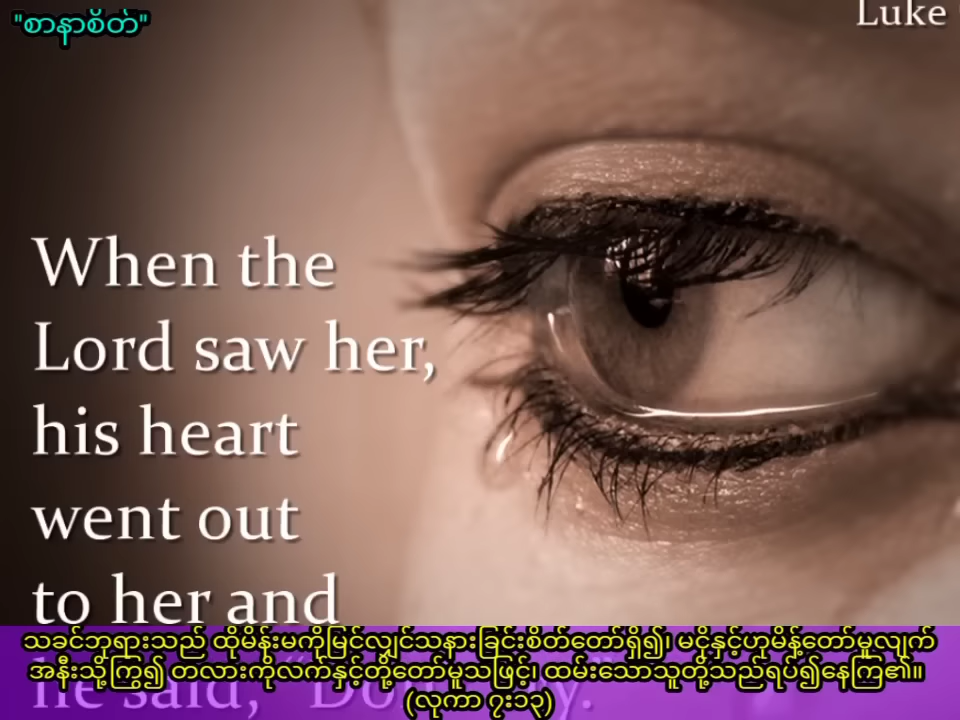 "စာနာစိတ်"
Luke
When the
Lord saw her,
his heart
went out
to her and
he said, “Don't cry.”
သခင်ဘုရားသည် ထိုမိန်းမကိုမြင်လျှင်သနားခြင်းစိတ်တော်ရှိ၍၊ မငိုနှင့်ဟုမိန့်တော်မူလျက်
အနီးသို့ကြွ၍ တလားကိုလက်နှင့်တို့တော်မူသဖြင့်၊ ထမ်းသောသူတို့သည်ရပ်၍နေကြ၏။
(လုကာ ၇း၁၃)